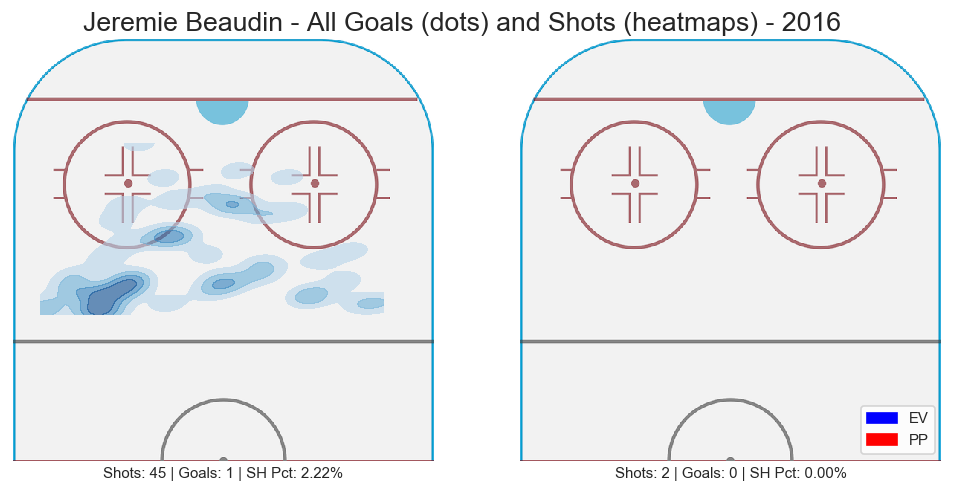 Jeremie Beaudin - All Goals (dots) and Shots (heatmaps) - 2016
EV
PP
Shots: 45 | Goals: 1 | SH Pct: 2.22%
Shots: 2 | Goals: 0 | SH Pct: 0.00%